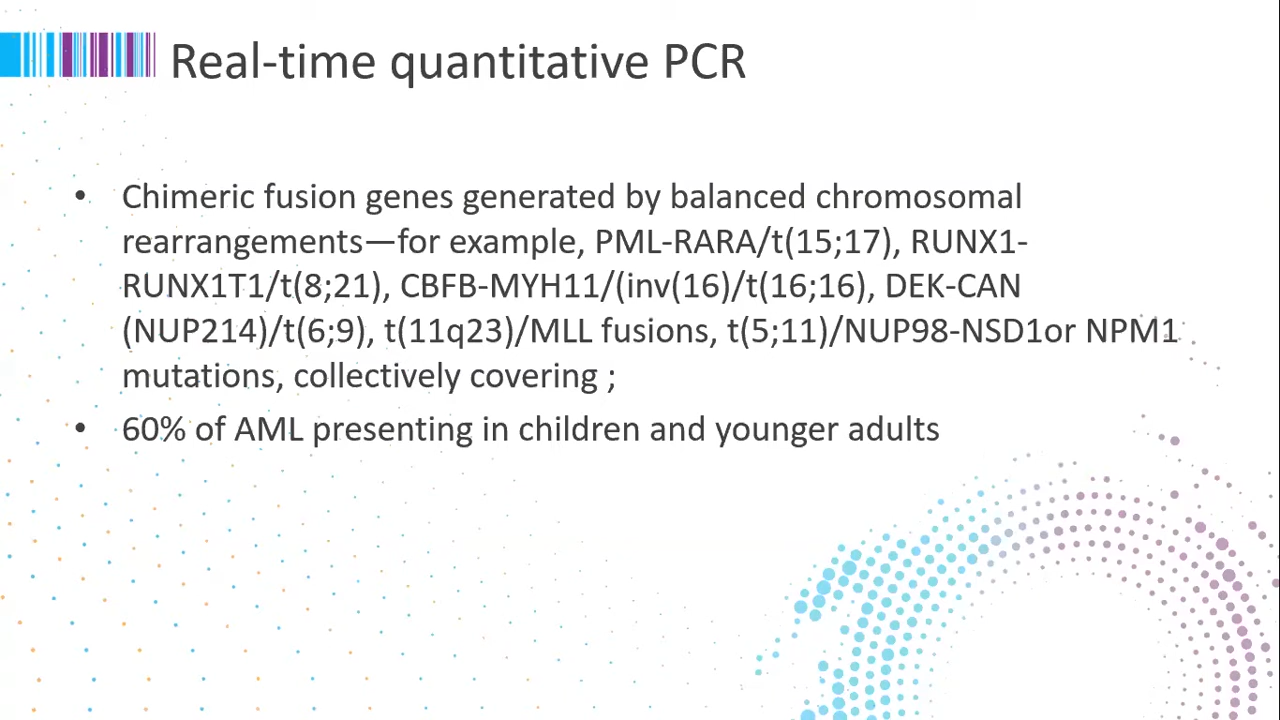 Real-time quantitative PCR
• Chimeric fusion genes generated by balanced chromosomal
rearrangements—for example, PML-RARA/t(15;17), RUNX1-
RUNX1T1/t(8;21), CBFB-MYH11/(inv(16)/t(16;16), DEK-CAN
(NUP214)/t(6;9), t(11q23)/MLL fusions, t(5;11)/NUP98-NSD1or NPM1
mutations, collectively covering ;
• 60% of AML presenting in children and younger adults